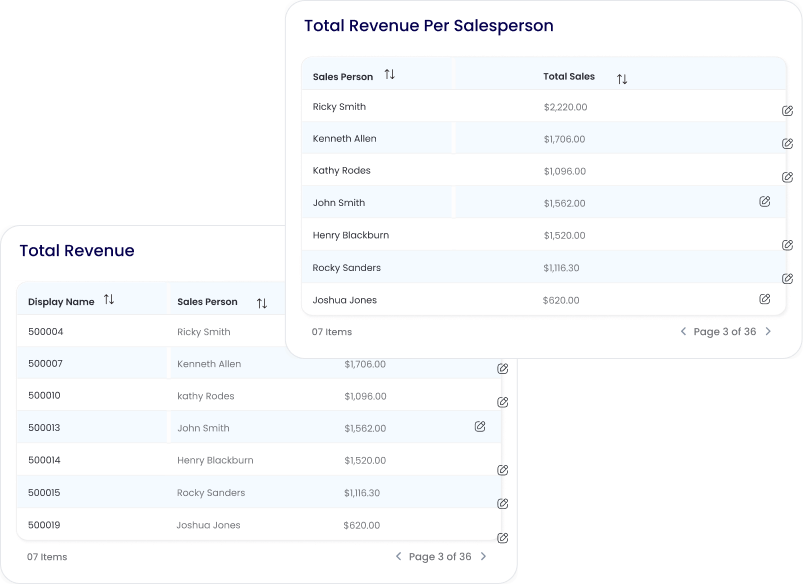 Total Revenue Per Salesperson
Sales Person Total Sales
Ricky Smith $2,220.00
Kenneth Allen $1,706.00
Kathy Rodes $1,096.00
John Smith $1,562.00
Henry Blackburn $1,520.00
Rocky Sanders $1,116.30
Joshua Jones $620.00
07 Items Page 3 of 36
Total Revenue
Display Name Sales Person
500004 Ricky Smith
500007 Kenneth Allen $1,706.00
500010 kathy Rodes $1,096.00
500013 John Smith $1,562.00
500014 Henry Blackburn $1,520.00
500015 Rocky Sanders $1,116.30
500019 Joshua Jones $620.00
07 Items Page 3 of 36